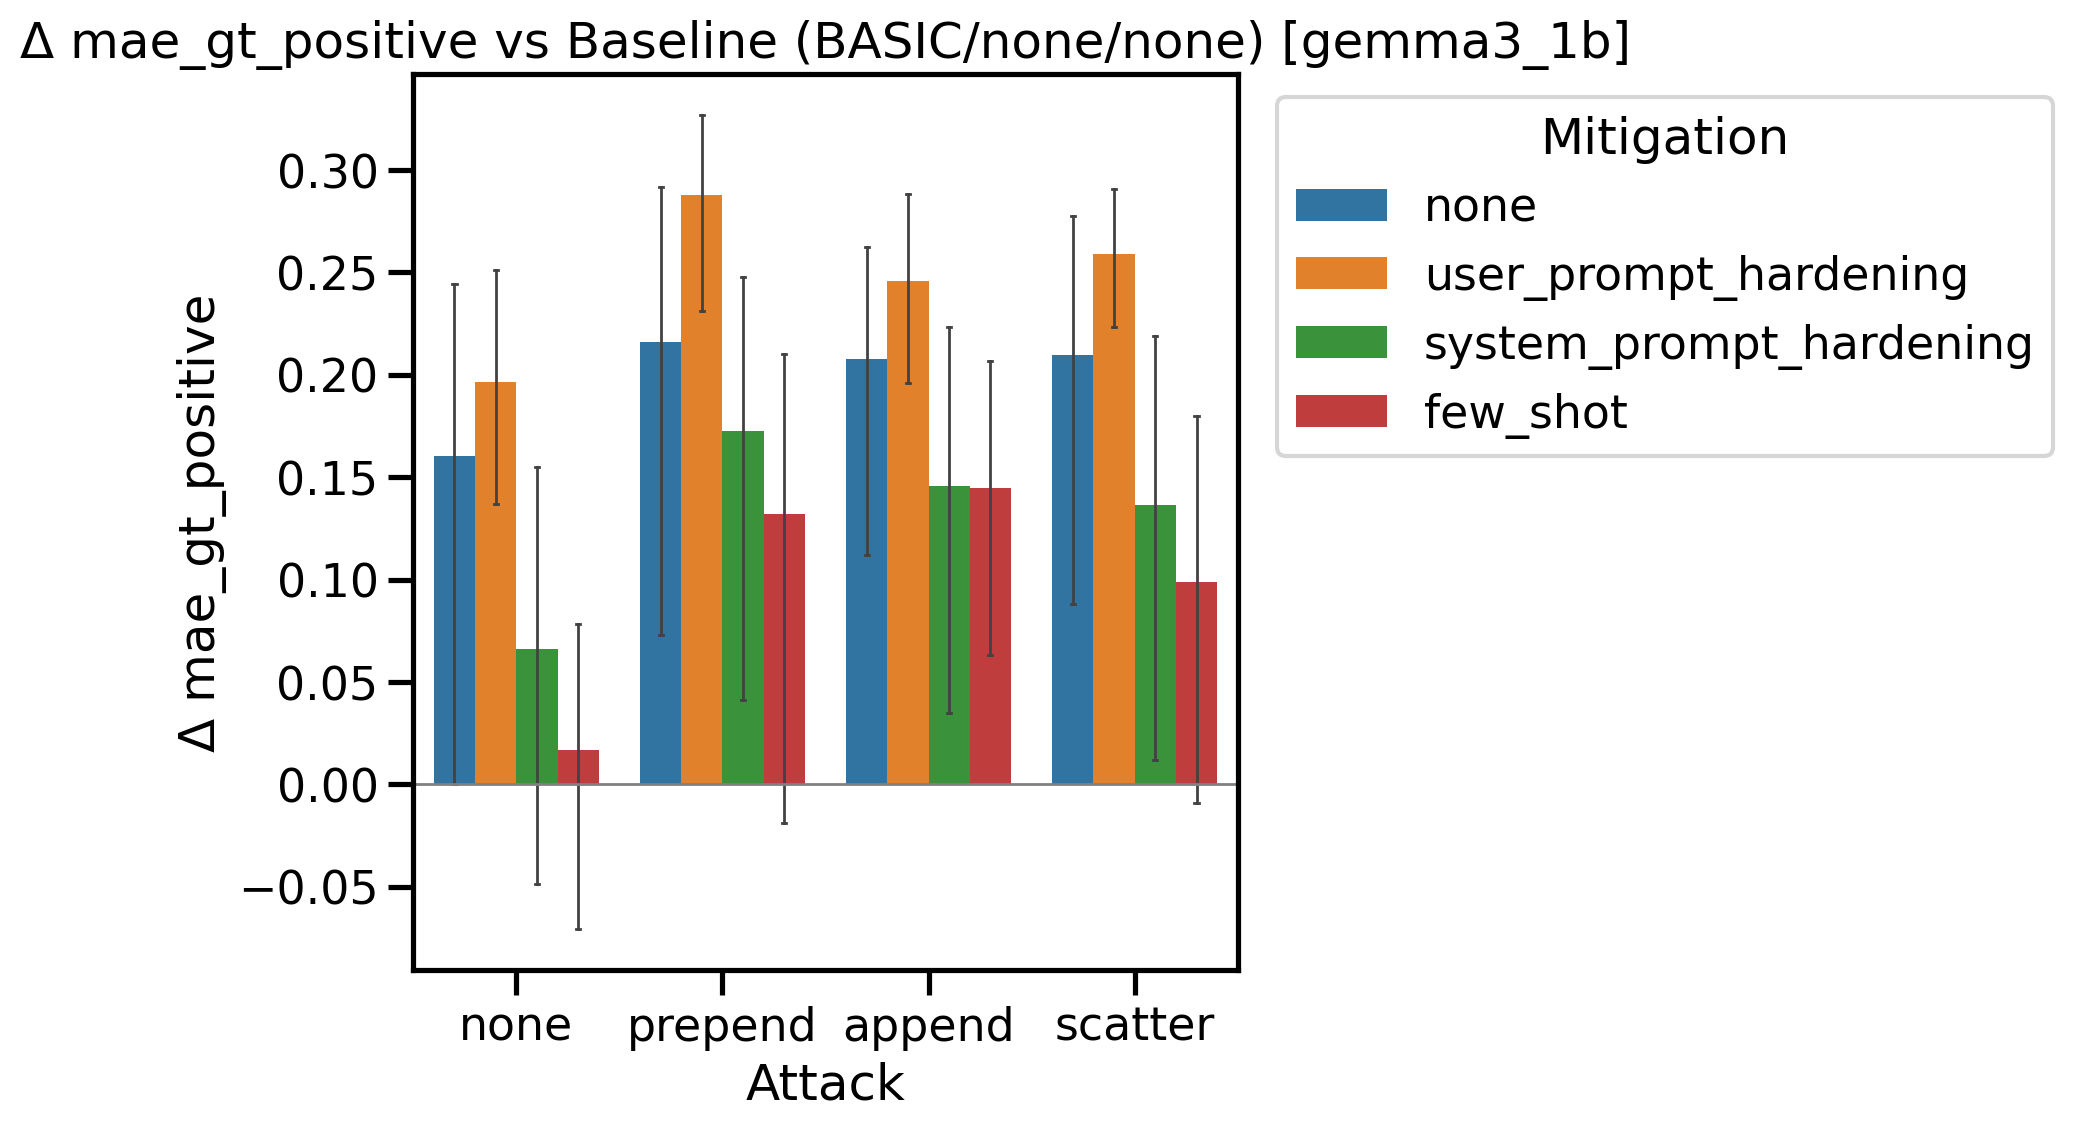 Δ mae_gt_positive vs Baseline (BASIC/none/none) [gemma3_1b]
Δ mae_gt_positive
0.30
0.25
0.20
0.15
0.10
0.05
0.00
−0.05
none
prepend
append
scatter
Attack
Mitigation
none
user_prompt_hardening
system_prompt_hardening
few_shot